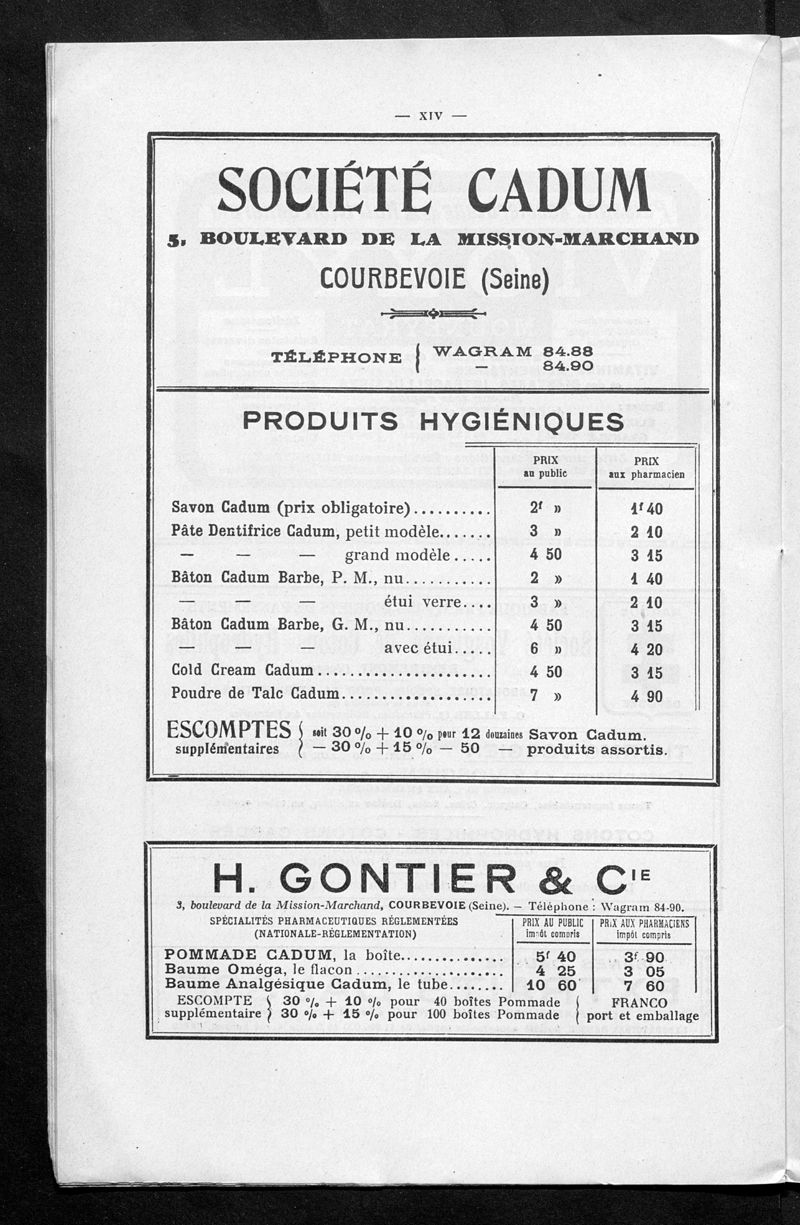 — XIV —
SOCIÉTÉ CADUM
5, BOULEVARD DE LA MISSION-MARCHAND
COURBEVOIE (Seine)
TÉLÉPHONE { WAGRAM 84.88
— 84.90
PRODUITS HYGIÉNIQUES
PRIX au public PRIX aux pharmacien
Savon Cadum (prix obligatoire).......... 2f » 1f 40
Pâte Dentifrice Cadum, petit modèle....... 3 » 2 10
— — — grand modèle..... 4 50 3 15
Bâton Cadum Barbe, P. M., nu........... 2 » 1 40
— — — étui verre.... 3 » 2 10
Bâton Cadum Barbe, G. M., nu........... 4 50 3 15
— — — avec étui..... 6 » 4 20
Cold Cream Cadum...................... 4 50 3 15
Poudre de Talc Cadum................... 7 » 4 90
ESCOMPTES { soit 30 % + 10 % pour 12 douzaines Savon Cadum.
supplémentaires { — 30 % + 15 % — 50 — produits assortis.
H. GONTIER & CIE
3, boulevard de la Mission-Marchand, COURBEVOIE (Seine). — Téléphone : Wagram 84-90.
SPÉCIALITÉS PHARMACEUTIQUES RÉGLEMENTÉES PRIX AU PUBLIC PRIX AUX PHARMACIENS
(NATIONALE-RÉGLEMENTATION) impôt compris impôt compris
POMMADE CADUM, la boîte............... 5f 40 3f 90
Baume Oméga, le flacon..................... 4 25 3 05
Baume Analgésique Cadum, le tube........ 10 60 7 60
ESCOMPTE { 30 % + 10 % pour 40 boîtes Pommade { FRANCO
supplémentaire } 30 % + 15 % pour 100 boîtes Pommade { port et emballage